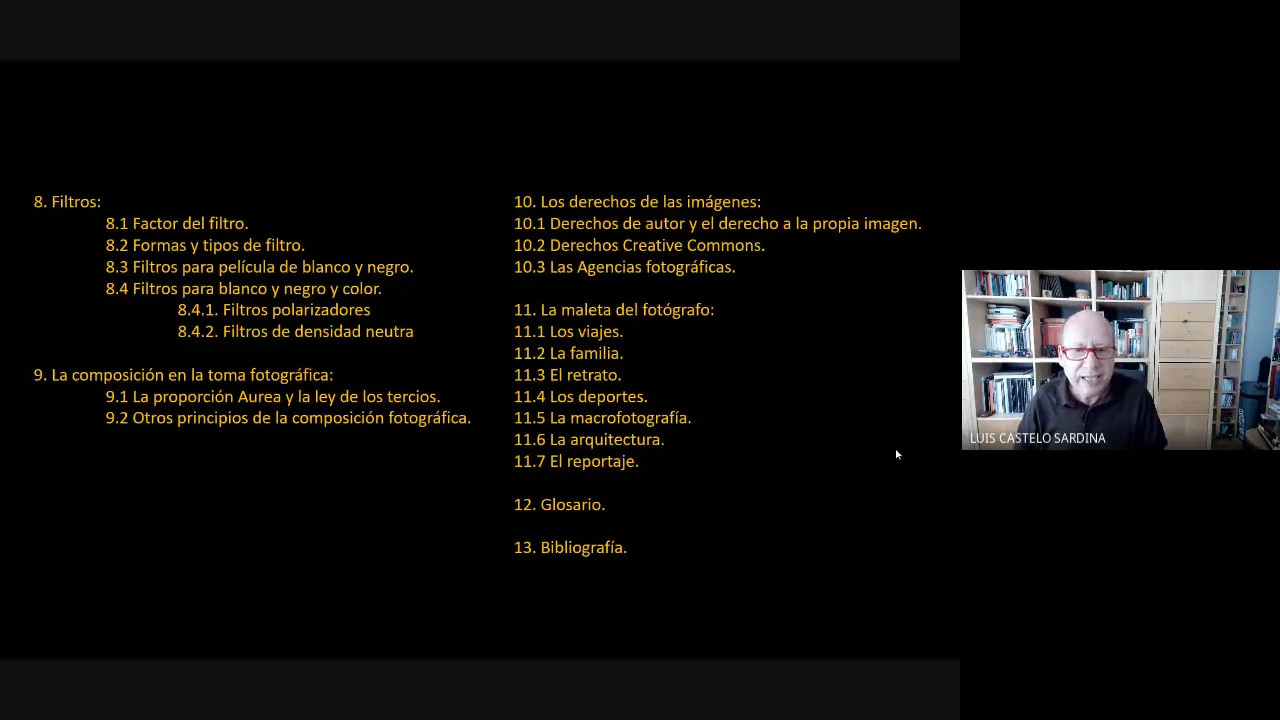 8. Filtros:
8.1 Factor del filtro.
8.2 Formas y tipos de filtro.
8.3 Filtros para película de blanco y negro.
8.4 Filtros para blanco y negro y color.
8.4.1. Filtros polarizadores
8.4.2. Filtros de densidad neutra
9. La composición en la toma fotográfica:
9.1 La proporción Aurea y la ley de los tercios.
9.2 Otros principios de la composición fotográfica.
10. Los derechos de las imágenes:
10.1 Derechos de autor y el derecho a la propia imagen.
10.2 Derechos Creative Commons.
10.3 Las Agencias fotográficas.
11. La maleta del fotógrafo:
11.1 Los viajes.
11.2 La familia.
11.3 El retrato.
11.4 Los deportes.
11.5 La macrofotografía.
11.6 La arquitectura.
11.7 El reportaje.
12. Glosario.
13. Bibliografía.
LUIS CASTELO SARDINA